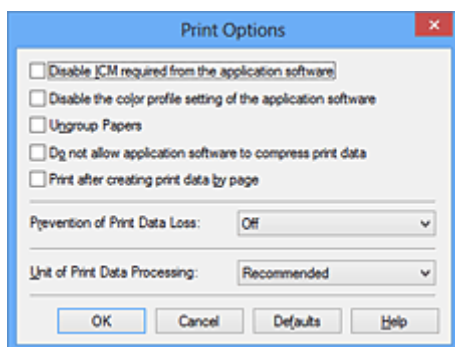 Print Options
Disable ICM required from the application software
Disable the color profile setting of the application software
Ungroup Papers
Do not allow application software to compress print data
Print after creating print data by page
Prevention of Print Data Loss: Off
Unit of Print Data Processing: Recommended
OK Cancel Defaults Help